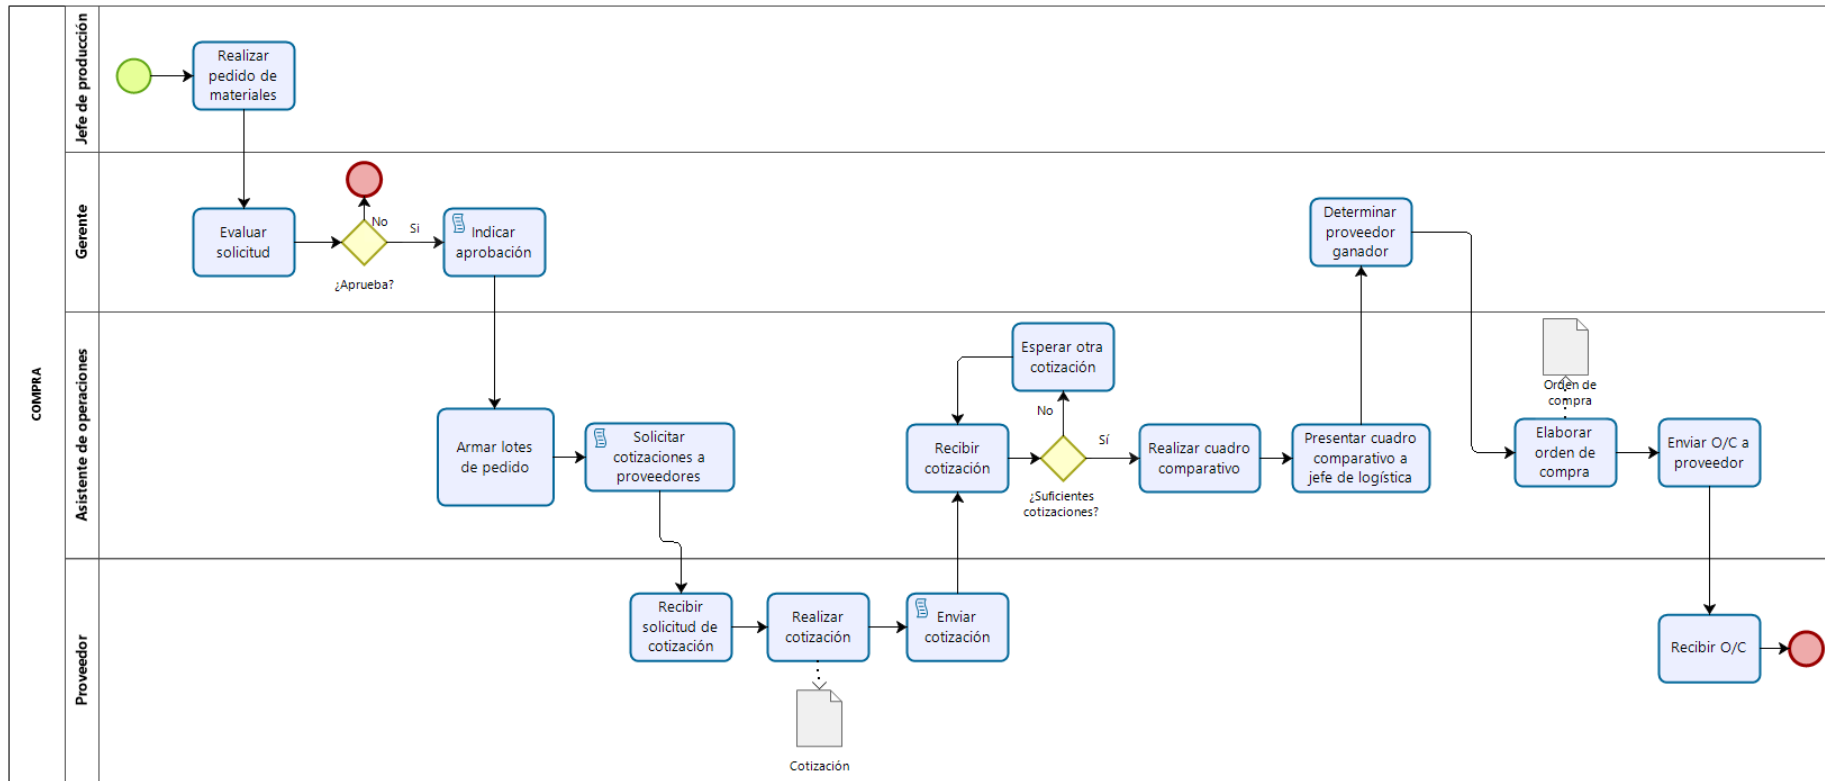 COMPRA
Jefe de producción
Realizar
pedido de
materiales
Gerente
Evaluar
solicitud
No
Si
¿Aprueba?
Indicar
aprobación
Determinar
proveedor
ganador
Asistente de operaciones
Armar lotes
de pedido
Solicitar
cotizaciones a
proveedores
Recibir
cotización
Esperar otra
cotización
No
Sí
¿Suficientes
cotizaciones?
Realizar cuadro
comparativo
Presentar cuadro
comparativo a
jefe de logística
Orden de
compra
Elaborar
orden de
compra
Enviar O/C a
proveedor
Proveedor
Recibir
solicitud de
cotización
Realizar
cotización
Cotización
Enviar
cotización
Recibir O/C